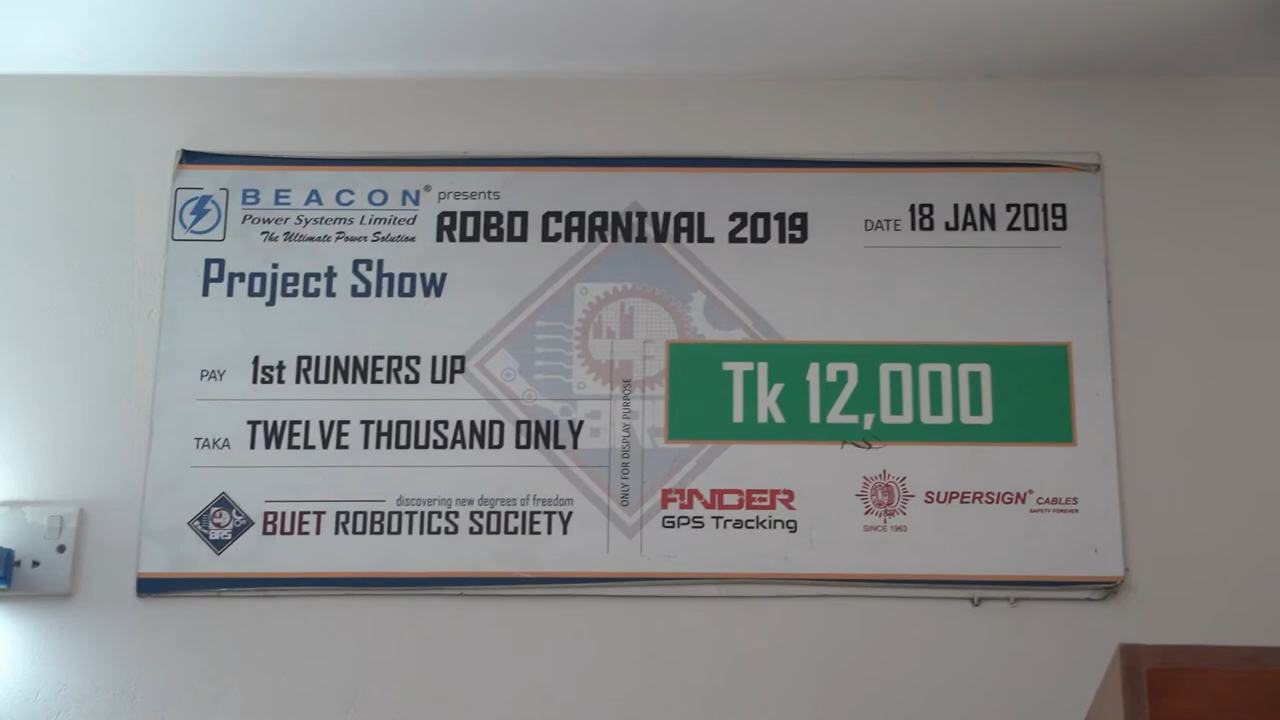 BEACON® presents
Power Systems Limited
The Ultimate Power Solution
ROBO CARNIVAL 2019
DATE 18 JAN 2019
Project Show
PAY 1st RUNNERS UP
TAKA TWELVE THOUSAND ONLY
ONLY FOR DISPLAY PURPOSE
Tk 12,000
discovering new degrees of freedom
BRS
BUET ROBOTICS SOCIETY
FINDER
GPS Tracking
SINCE 1963
SUPERSIGN® CABLES
SAFETY FOREVER